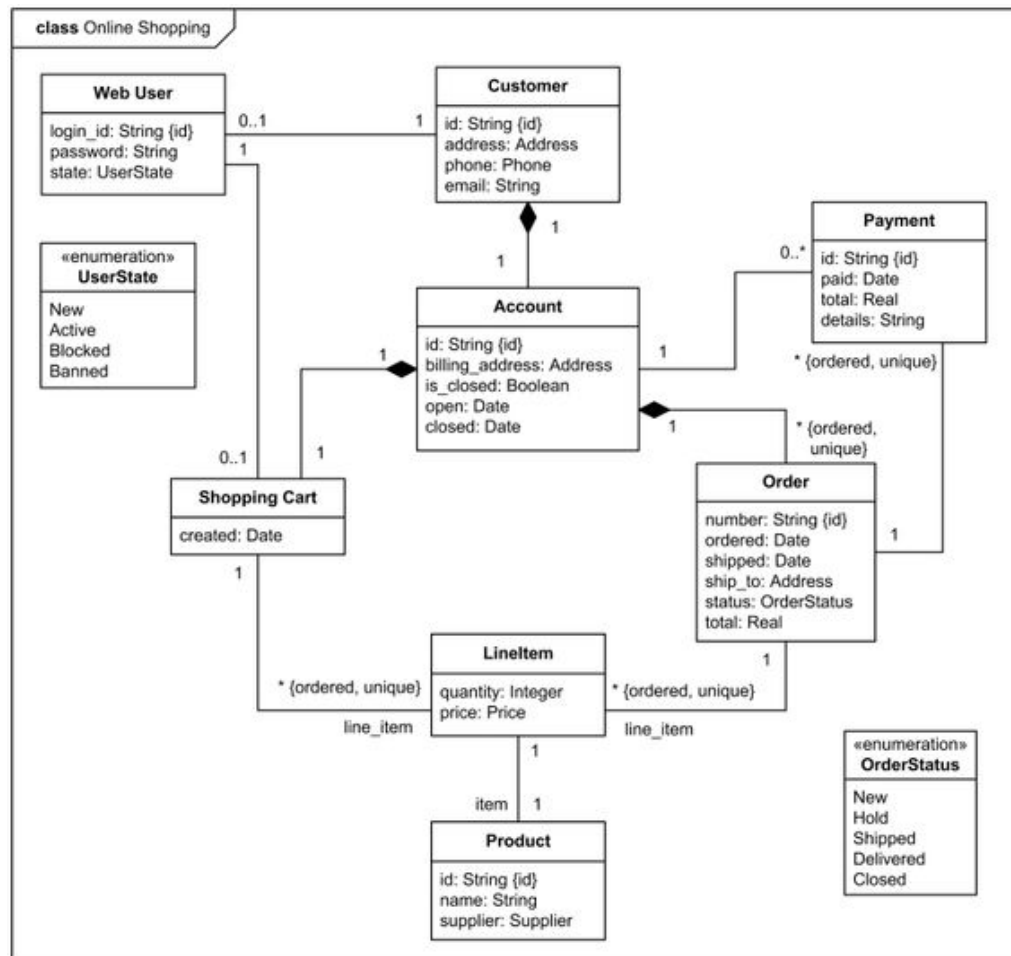 class Online Shopping
Web User
login_id: String {id}
password: String
state: UserState
0..1
1
1
Customer
id: String {id}
address: Address
phone: Phone
email: String
1
1
«enumeration»
UserState
New
Active
Blocked
Banned
Payment
id: String {id}
paid: Date
total: Real
details: String
0..*
1
* {ordered, unique}
1
Account
id: String {id}
billing_address: Address
is_closed: Boolean
open: Date
closed: Date
1
1
1
* {ordered,
unique}
0..1
Shopping Cart
created: Date
1
Order
number: String {id}
ordered: Date
shipped: Date
ship_to: Address
status: OrderStatus
total: Real
1
LineItem
quantity: Integer
price: Price
* {ordered, unique}
line_item
* {ordered, unique}
line_item
1
item
1
Product
id: String {id}
name: String
supplier: Supplier
«enumeration»
OrderStatus
New
Hold
Shipped
Delivered
Closed